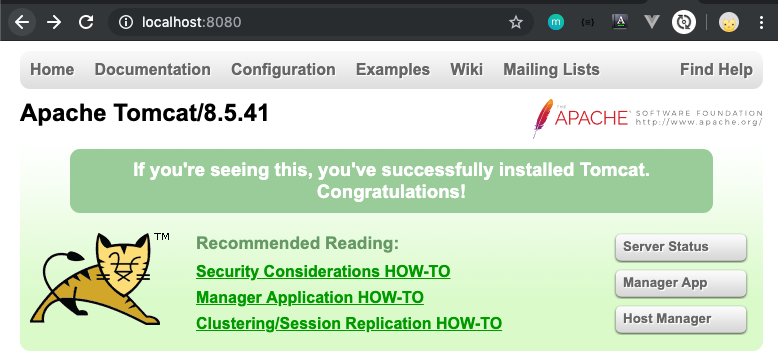 localhost:8080
Home Documentation Configuration Examples Wiki Mailing Lists Find Help
Apache Tomcat/8.5.41
THE APACHE® SOFTWARE FOUNDATION
http://www.apache.org/
If you're seeing this, you've successfully installed Tomcat.
Congratulations!
TM
Recommended Reading:
Security Considerations HOW-TO
Manager Application HOW-TO
Clustering/Session Replication HOW-TO
Server Status
Manager App
Host Manager